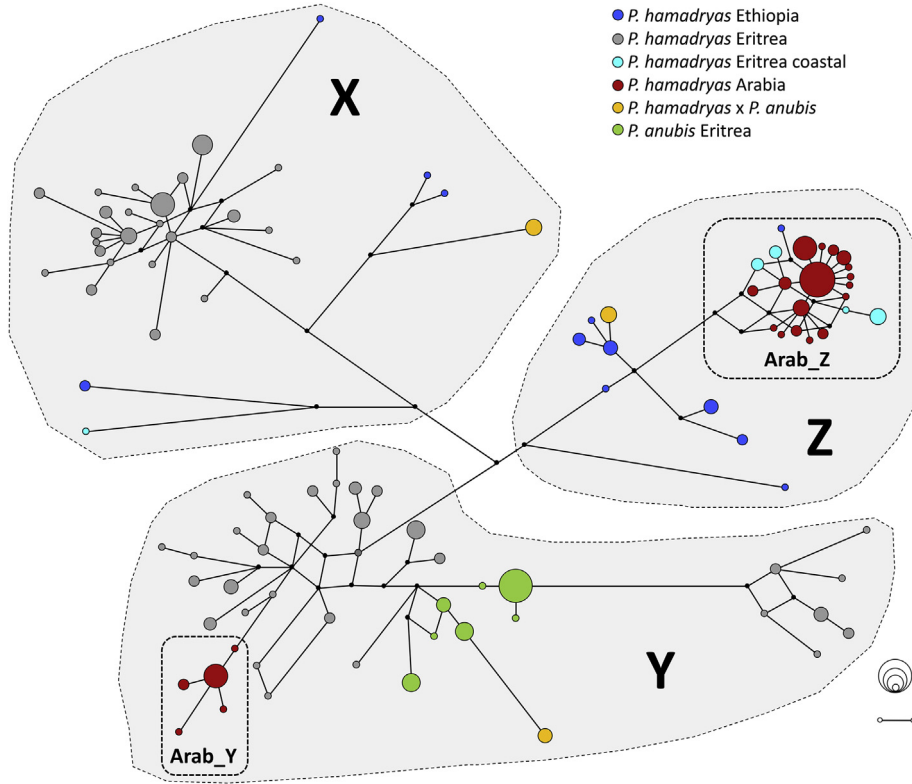 P. hamadryas Ethiopia
P. hamadryas Eritrea
P. hamadryas Eritrea coastal
P. hamadryas Arabia
P. hamadryas x P. anubis
P. anubis Eritrea
X
Arab_Z
Z
Y
Arab_Y